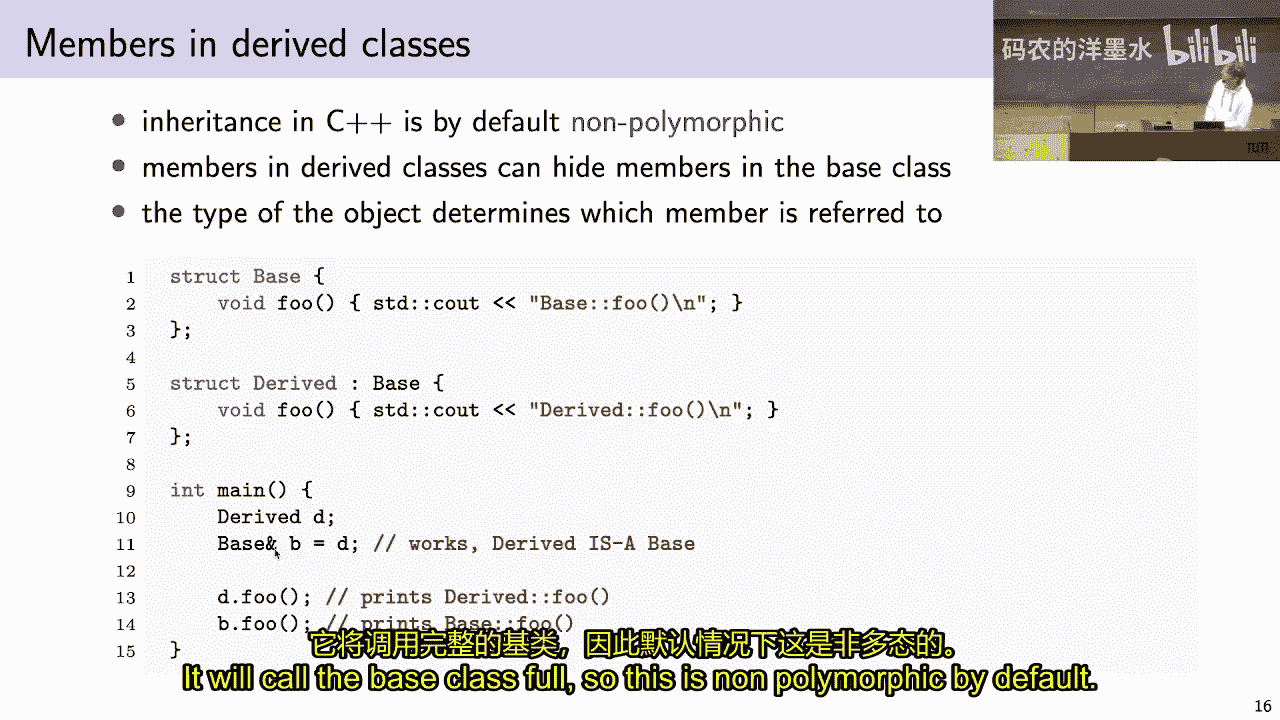 Members in derived classes
码农的洋墨水 bilibili
inheritance in C++ is by default non-polymorphic
members in derived classes can hide members in the base class
the type of the object determines which member is referred to
1 struct Base {
2 void foo() { std::cout << "Base::foo()\n"; }
3 };
4
5 struct Derived : Base {
6 void foo() { std::cout << "Derived::foo()\n"; }
7 };
8
9 int main() {
10 Derived d;
11 Base& b = d; // works, Derived IS-A Base
12
13 d.foo(); // prints Derived::foo()
14 b.foo(); // prints Base::foo()
15 }
它将调用完整的基类，因此默认情况下这是非多态的。
It will call the base class full, so this is non polymorphic by default.
16